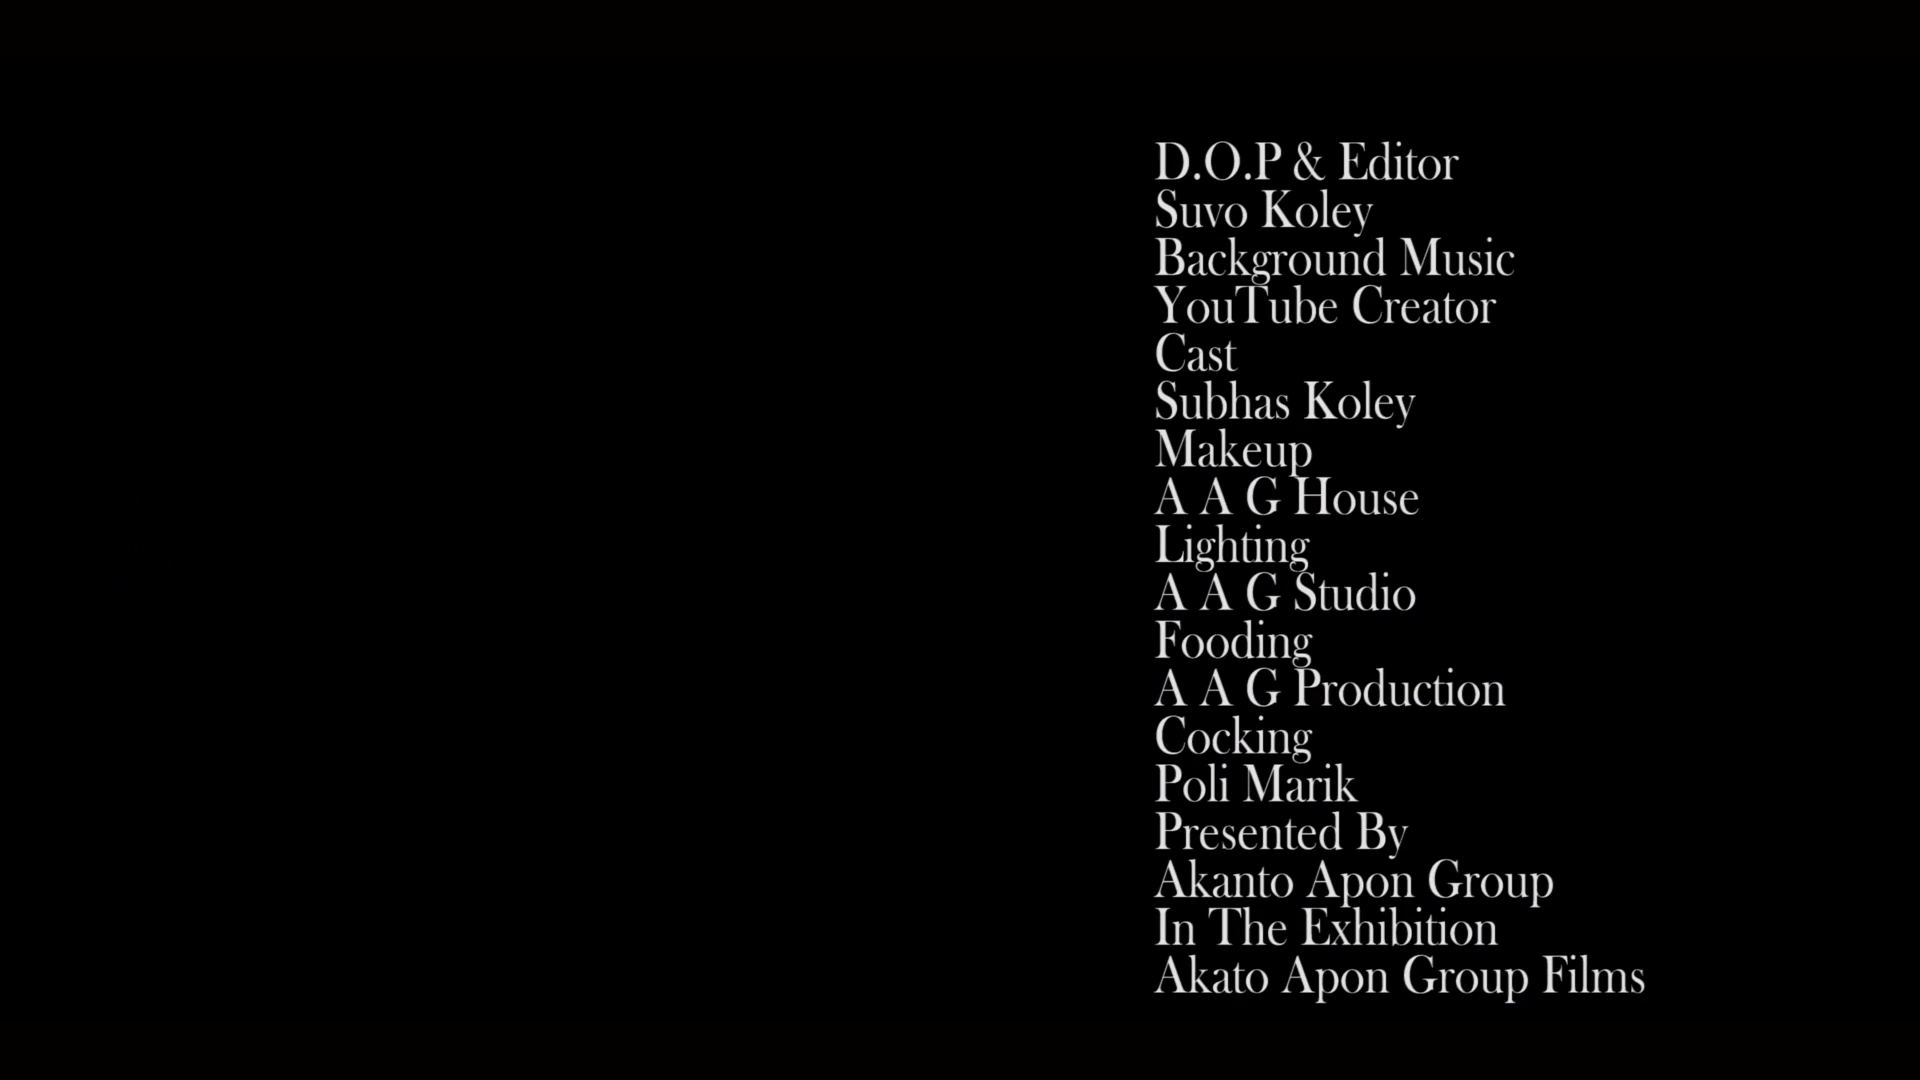 D.O.P & Editor
Suvo Koley
Background Music
YouTube Creator
Cast
Subhas Koley
Makeup
A A G House
Lighting
A A G Studio
Fooding
A A G Production
Cocking
Poli Marik
Presented By
Akanto Apon Group
In The Exhibition
Akato Apon Group Films